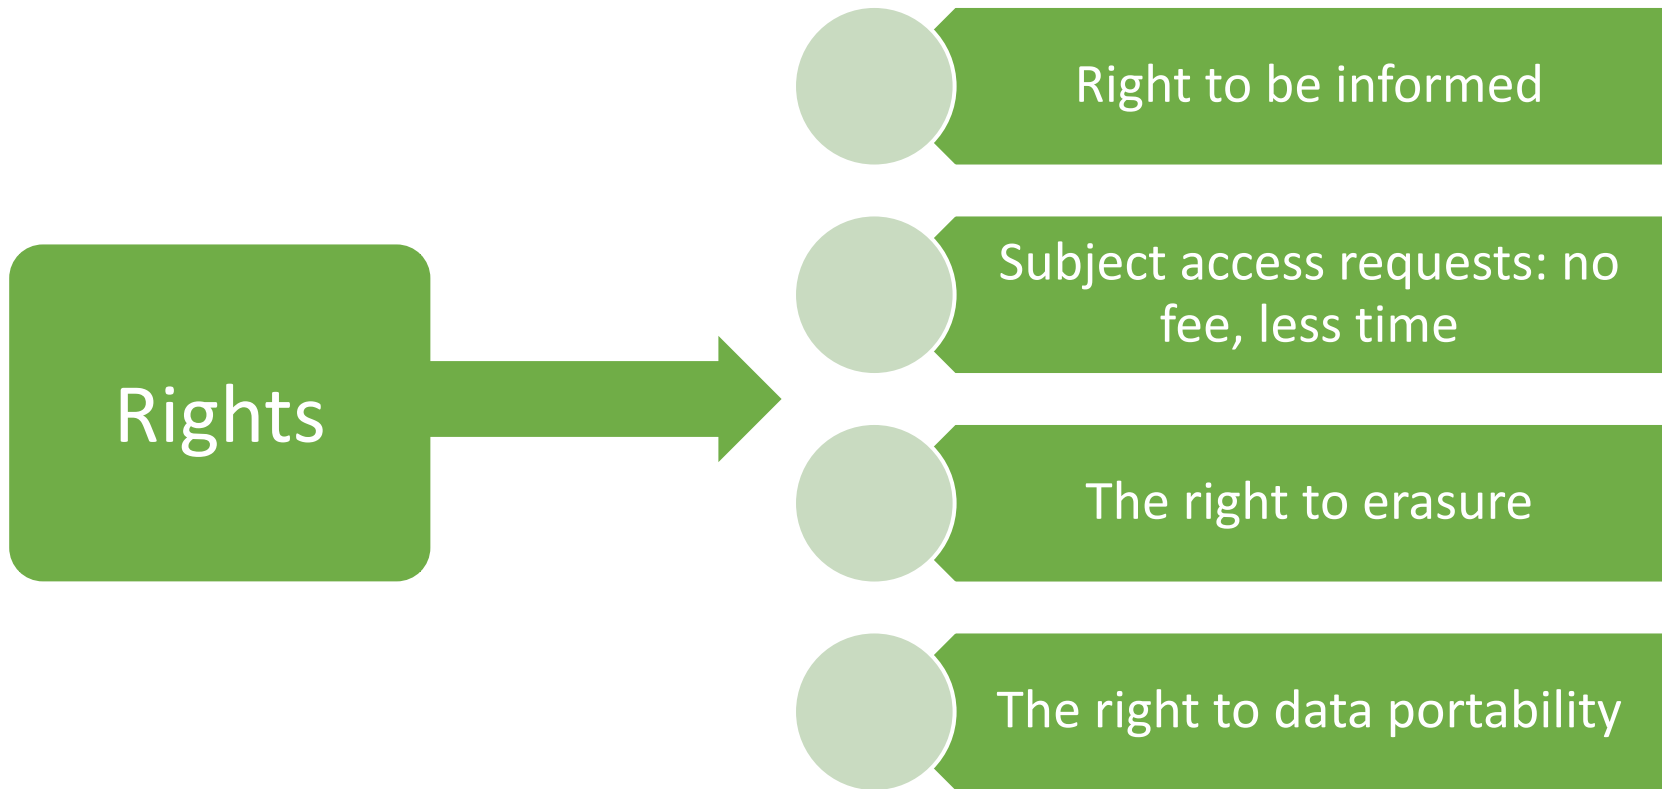 Rights
Right to be informed
Subject access requests: no
fee, less time
The right to erasure
The right to data portability